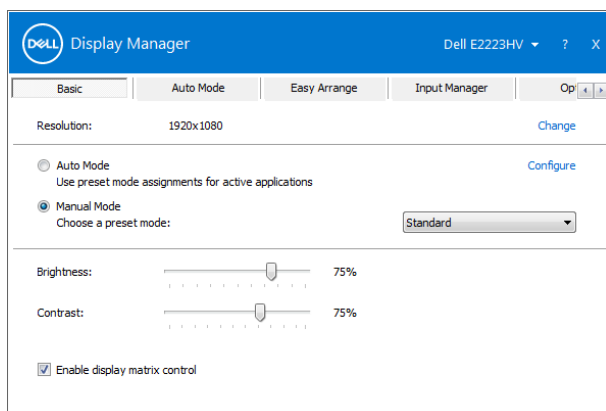 DELL Display Manager Dell E2223HV ? X
Basic Auto Mode Easy Arrange Input Manager Op
Resolution: 1920x1080 Change
Auto Mode Configure
Use preset mode assignments for active applications
Manual Mode
Choose a preset mode: Standard
Brightness: 75%
Contrast: 75%
Enable display matrix control